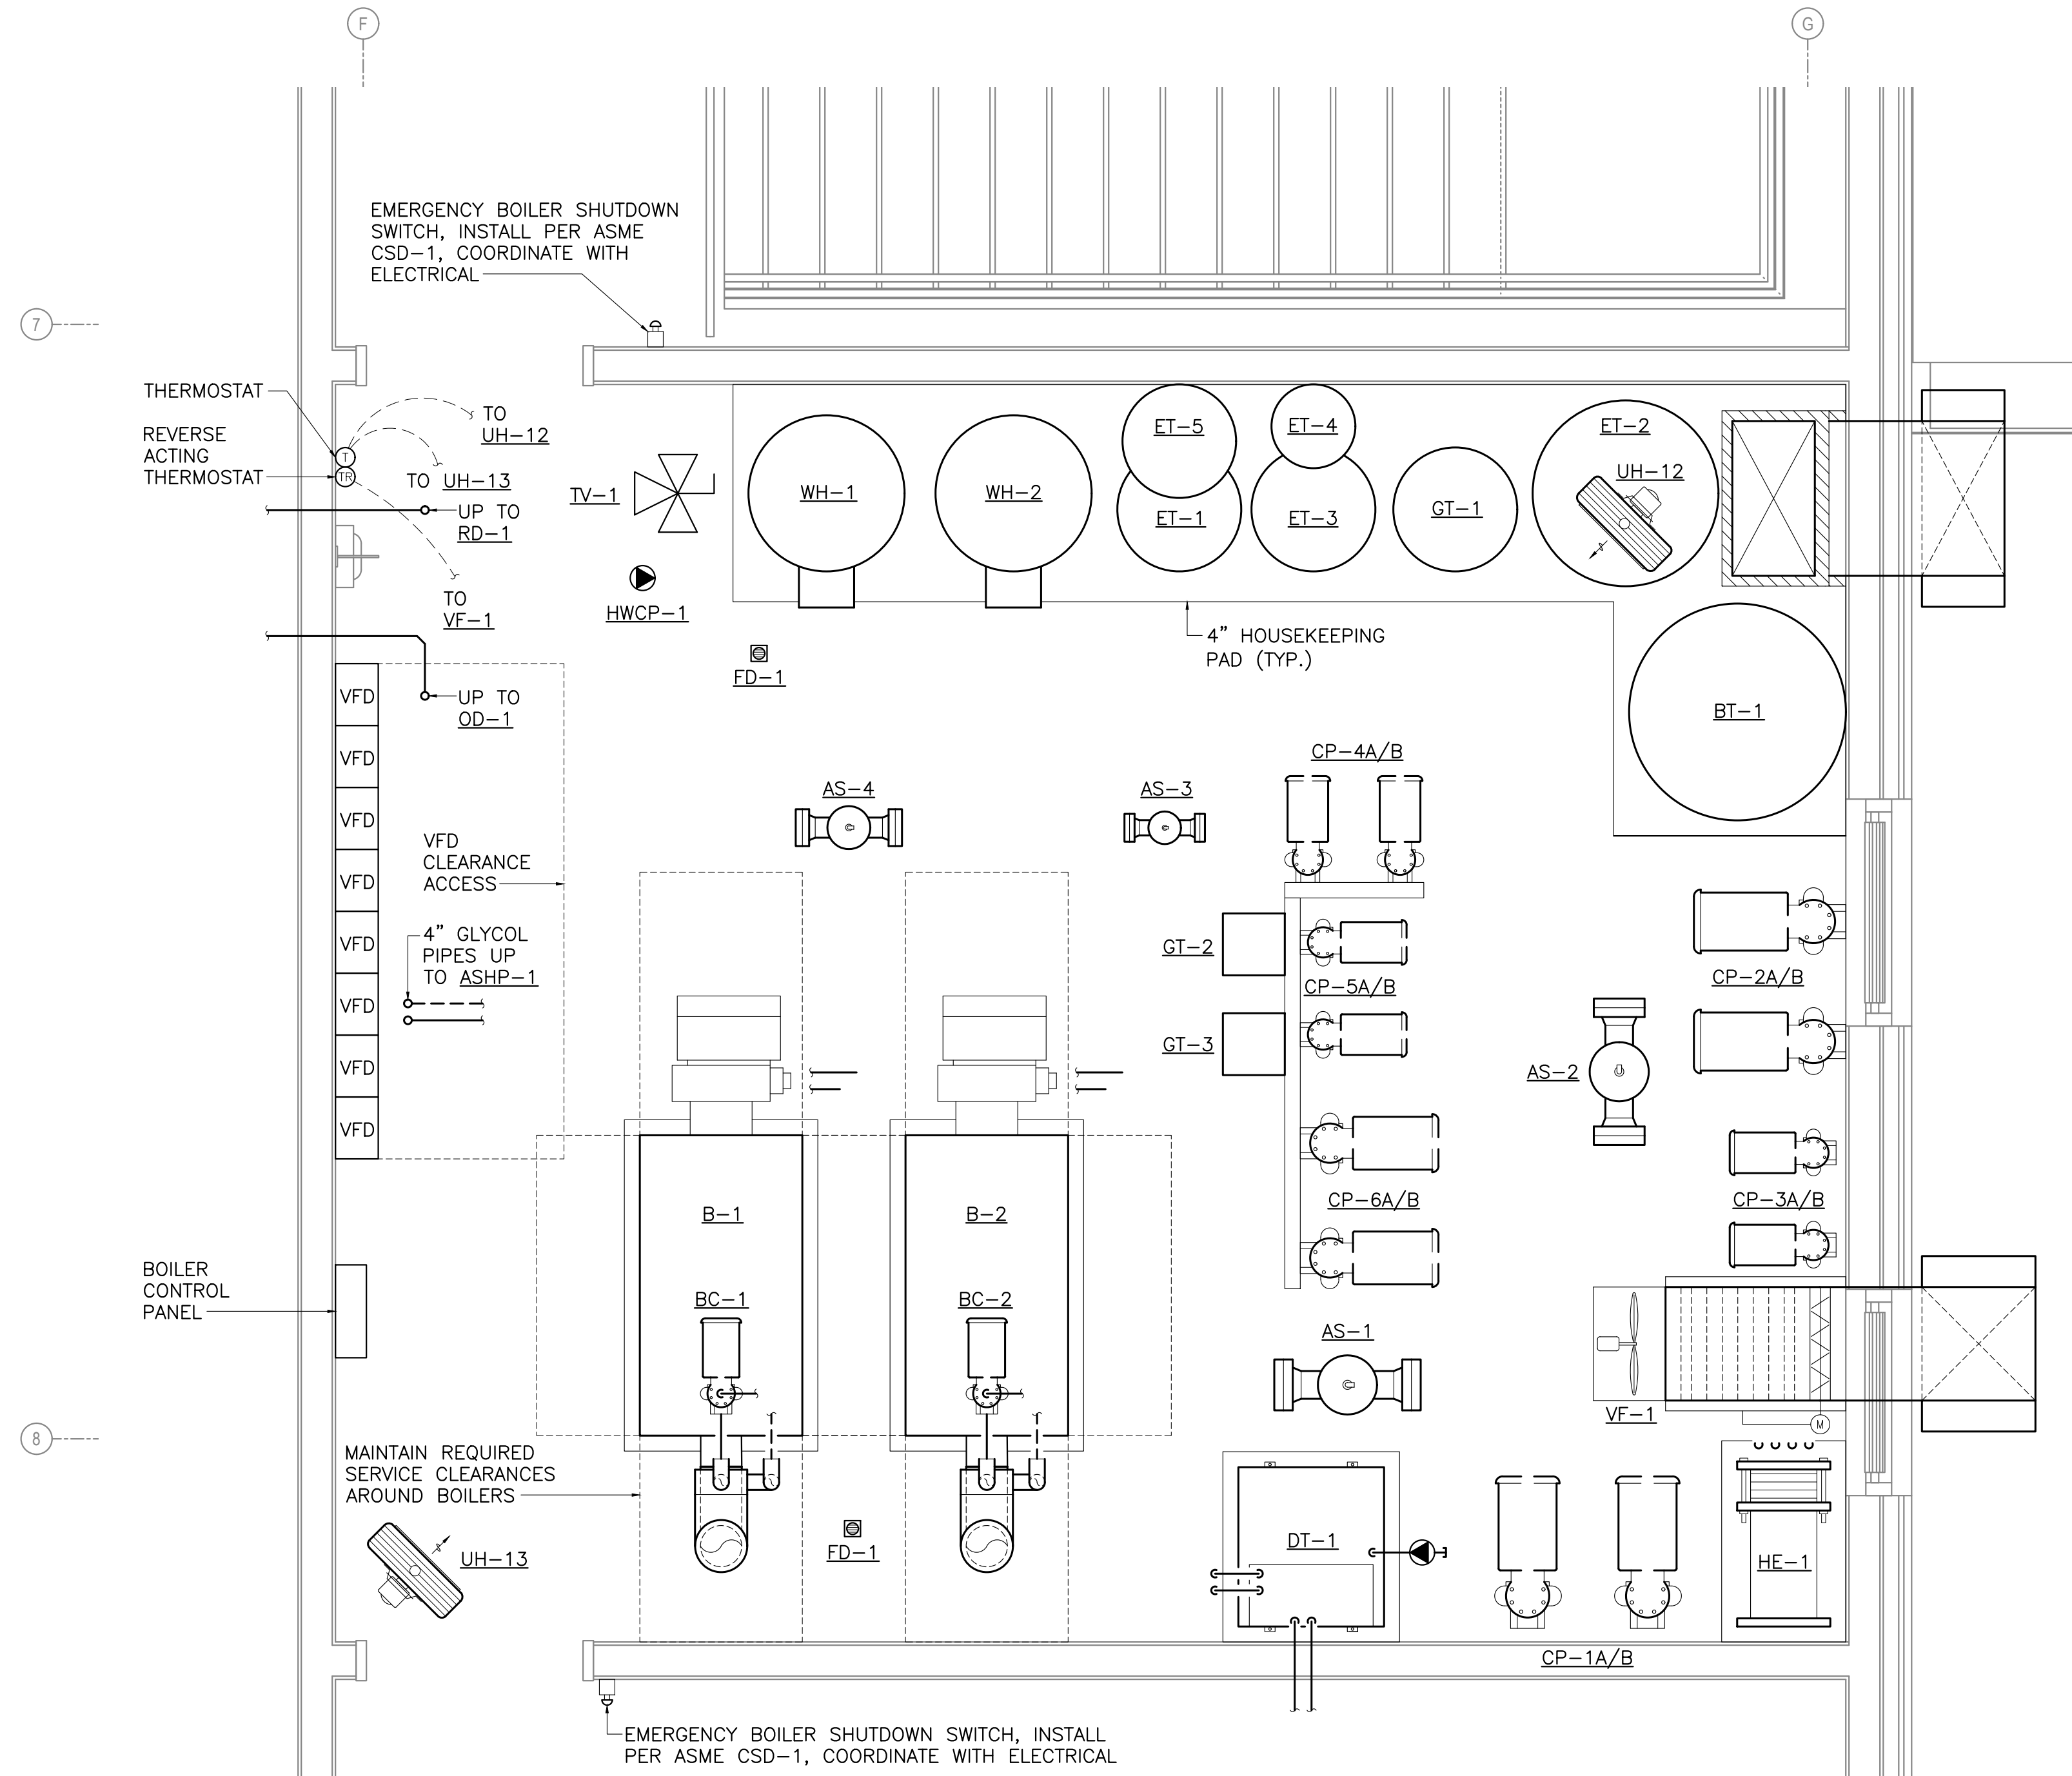 F
G
EMERGENCY BOILER SHUTDOWN
SWITCH, INSTALL PER ASME
CSD-1, COORDINATE WITH
ELECTRICAL
7
THERMOSTAT
REVERSE
ACTING
THERMOSTAT
T
TR
TO
UH-12
TO UH-13
UP TO
RD-1
TO
VF-1
UP TO
OD-1
TV-1
HWCP-1
FD-1
WH-1
WH-2
ET-5
ET-1
ET-4
ET-3
GT-1
ET-2
UH-12
4" HOUSEKEEPING
PAD (TYP.)
BT-1
VFD
VFD
VFD
VFD
VFD
VFD
VFD
VFD
VFD
CLEARANCE
ACCESS
4" GLYCOL
PIPES UP
TO ASHP-1
AS-4
AS-3
CP-4A/B
GT-2
CP-5A/B
GT-3
CP-2A/B
AS-2
CP-6A/B
CP-3A/B
B-1
B-2
BC-1
BC-2
BOILER
CONTROL
PANEL
AS-1
VF-1
M
8
MAINTAIN REQUIRED
SERVICE CLEARANCES
AROUND BOILERS
UH-13
FD-1
DT-1
HE-1
CP-1A/B
EMERGENCY BOILER SHUTDOWN SWITCH, INSTALL
PER ASME CSD-1, COORDINATE WITH ELECTRICAL